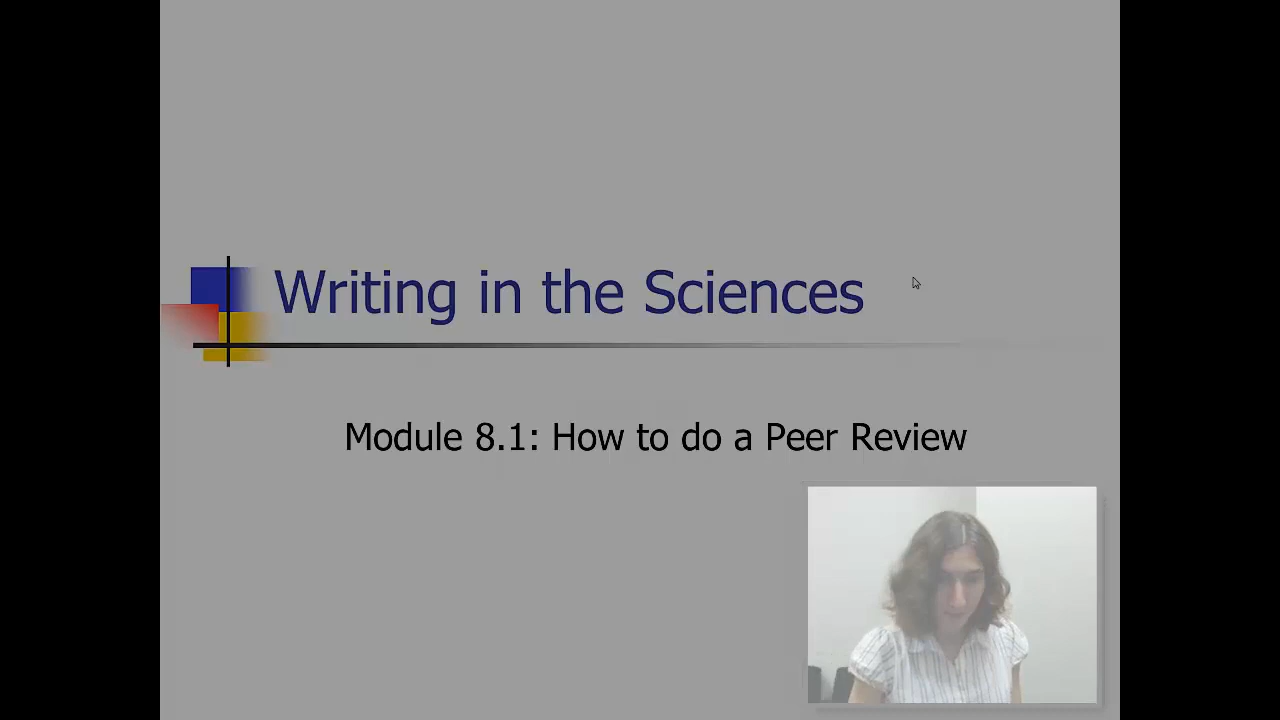 Writing in the Sciences
Module 8.1: How to do a Peer Review